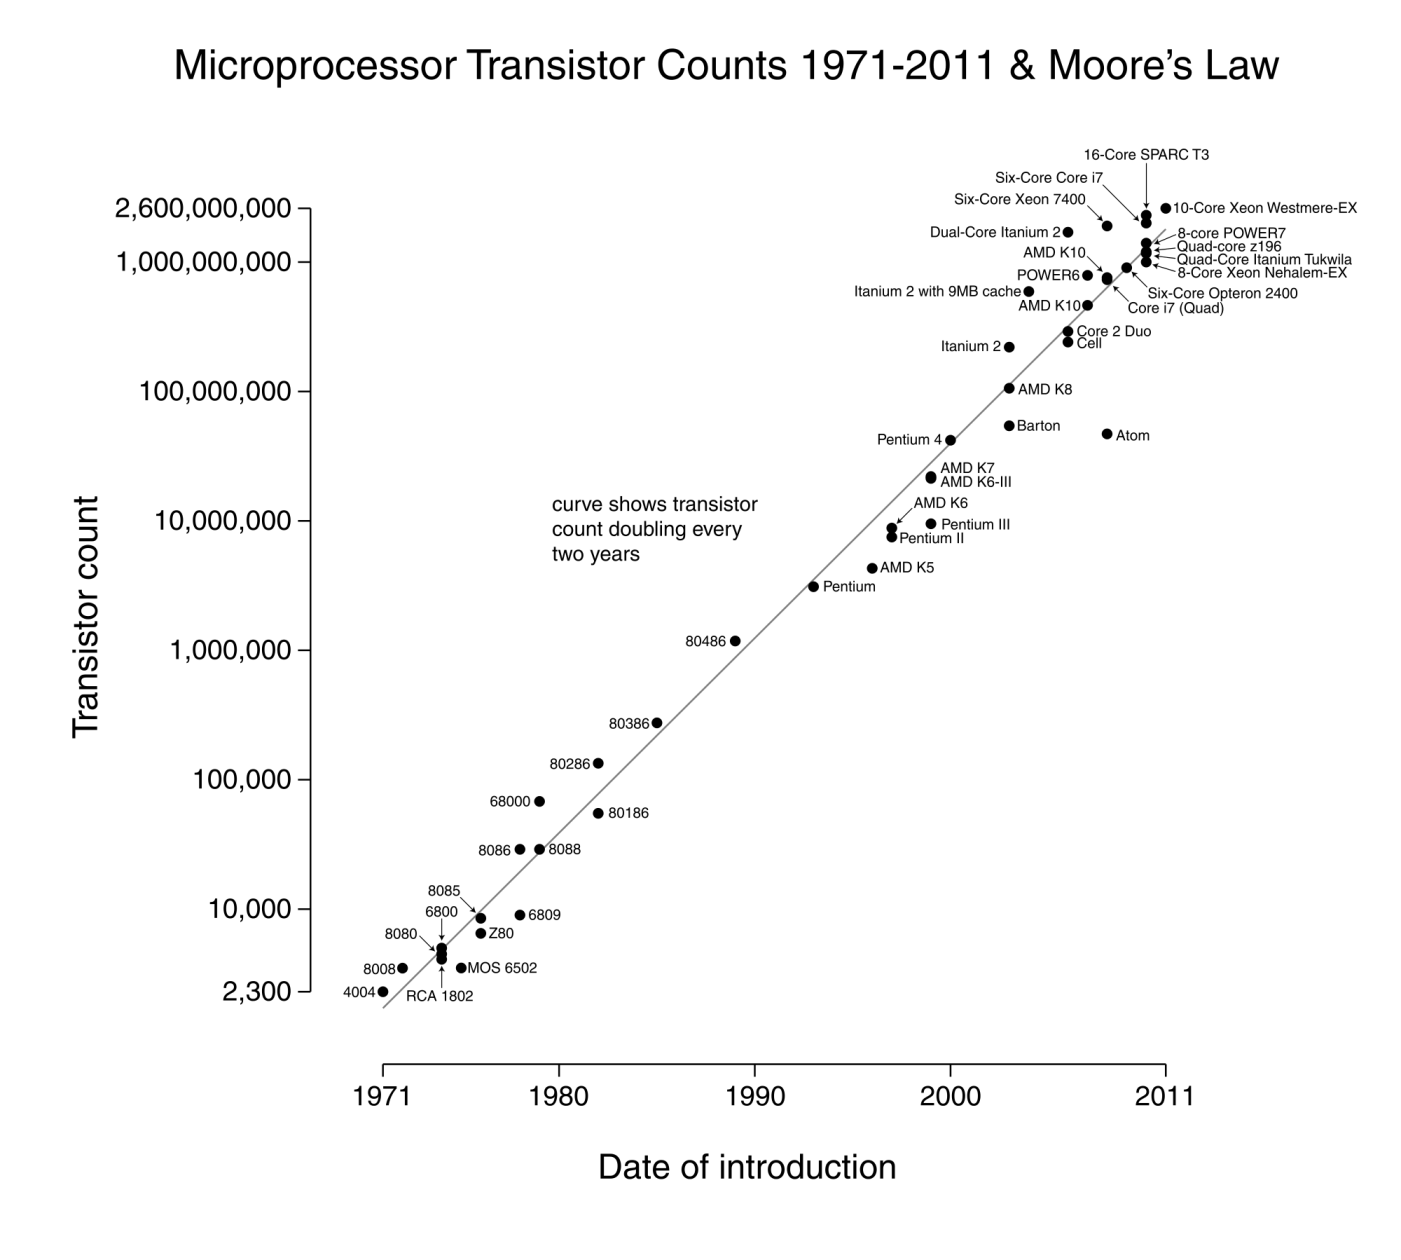 Microprocessor Transistor Counts 1971-2011 & Moore's Law
16-Core SPARC T3
Six-Core Core i7
Six-Core Xeon 7400
10-Core Xeon Westmere-EX
Dual-Core Itanium 2
8-core POWER7
Quad-core z196
AMD K10
Quad-Core Itanium Tukwila
POWER6
8-Core Xeon Nehalem-EX
Itanium 2 with 9MB cache
Six-Core Opteron 2400
AMD K10
Core i7 (Quad)
Core 2 Duo
Cell
Itanium 2
AMD K8
Barton
Atom
Pentium 4
AMD K7
AMD K6-III
AMD K6
Pentium III
Pentium II
AMD K5
Pentium
80486
80386
80286
68000
80186
8086
8088
8085
6800
6809
8080
Z80
8008
MOS 6502
4004
RCA 1802
curve shows transistor
count doubling every
two years
2,600,000,000
1,000,000,000
100,000,000
10,000,000
1,000,000
100,000
10,000
2,300
Transistor count
1971
1980
1990
2000
2011
Date of introduction